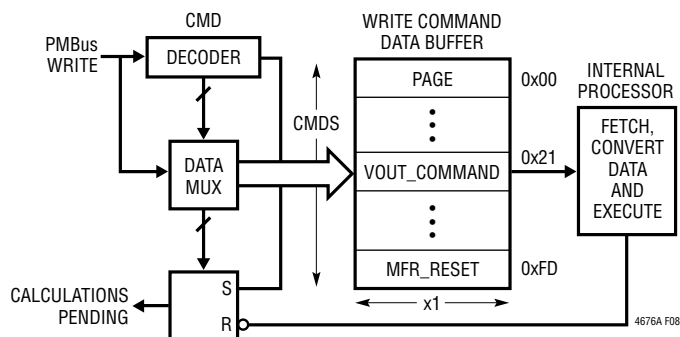 CMD
PMBus
WRITE
DECODER
DATA
MUX
S
R
CALCULATIONS
PENDING
CMDS
WRITE COMMAND
DATA BUFFER
PAGE
0x00
VOUT_COMMAND
0x21
MFR_RESET
0xFD
x1
INTERNAL
PROCESSOR
FETCH,
CONVERT
DATA
AND
EXECUTE
4676A F08